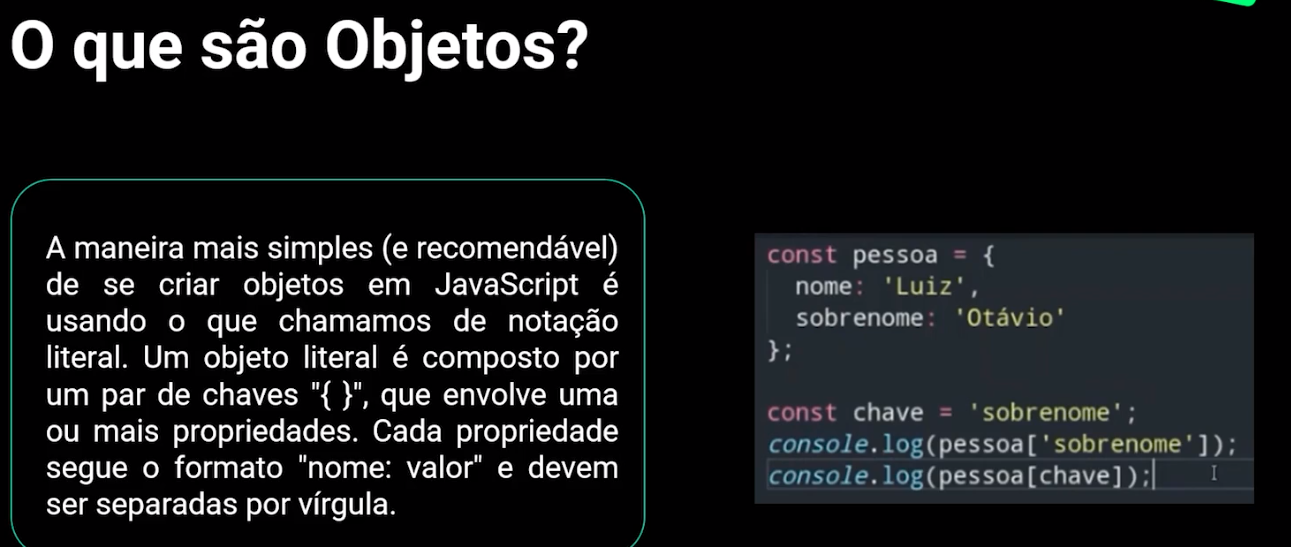 O que são Objetos?
A maneira mais simples (e recomendável)
de se criar objetos em JavaScript é
usando o que chamamos de notação
literal. Um objeto literal é composto por
um par de chaves "{ }", que envolve uma
ou mais propriedades. Cada propriedade
segue o formato "nome: valor" e devem
ser separadas por vírgula.
const pessoa = {
  nome: 'Luiz',
  sobrenome: 'Otávio'
};

const chave = 'sobrenome';
console.log(pessoa['sobrenome']);
console.log(pessoa[chave]);